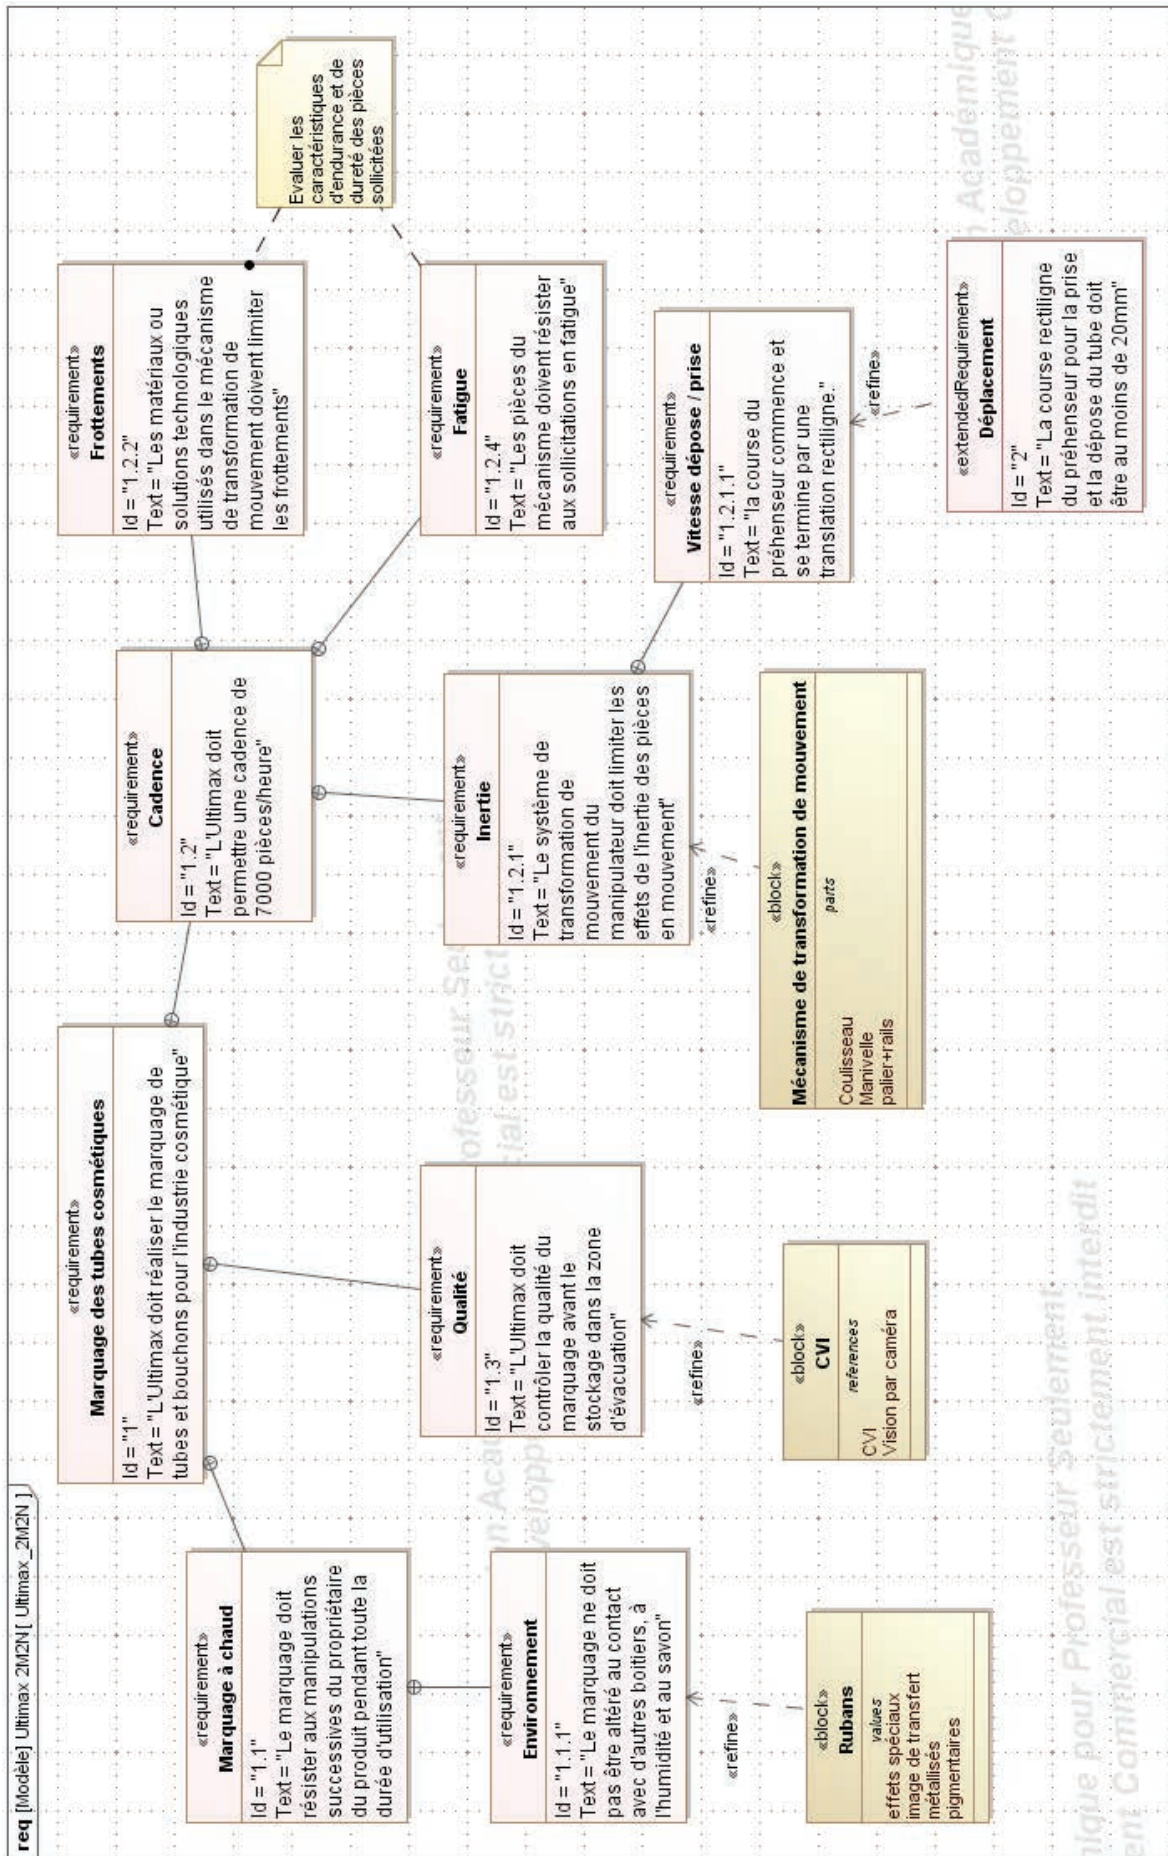 req [Modèle] Ultimax 2M2N [ Ultimax_2M2N ]
«requirement»
Marquage des tubes cosmétiques
Id = "1"
Text = "L'Ultimax doit réaliser le marquage de
tubes et bouchons pour l'industrie cosmétique"
«requirement»
Marquage à chaud
Id = "1.1"
Text = "Le marquage doit
résister aux manipulations
successives du propriétaire
du produit pendant toute la
durée d'utilisation"
«requirement»
Environnement
Id = "1.1.1"
Text = "Le marquage ne doit
pas être altéré au contact
avec d'autres boitiers, à
l'humidité et au savon"
«refine»
«block»
Rubans
values
effets spéciaux
image de transfert
métallisés
pigmentaires
«requirement»
Qualité
Id = "1.3"
Text = "L'Ultimax doit
contrôler la qualité du
marquage avant le
stockage dans la zone
d'évacuation"
«refine»
«block»
CVI
references
CVI
Vision par caméra
«requirement»
Cadence
Id = "1.2"
Text = "L'Ultimax doit
permettre une cadence de
7000 pièces/heure"
«requirement»
Inertie
Id = "1.2.1"
Text = "Le système de
transformation de
mouvement du
manipulateur doit limiter les
effets de l'inertie des pièces
en mouvement"
«refine»
«block»
Mécanisme de transformation de mouvement
parts
Coulisseau
Manivelle
palier+rails
«requirement»
Frottements
Id = "1.2.2"
Text = "Les matériaux ou
solutions technologiques
utilisés dans le mécanisme
de transformation de
mouvement doivent limiter
les frottements"
«requirement»
Fatigue
Id = "1.2.4"
Text = "Les pièces du
mécanisme doivent résister
aux sollicitations en fatigue"
Evaluer les
caractéristiques
d'endurance et de
dureté des pièces
sollicitées
«requirement»
Vitesse dépose / prise
Id = "1.2.1.1"
Text = "la course du
préhenseur commence et
se termine par une
translation rectiligne."
«refine»
«extendedRequirement»
Déplacement
Id = "2"
Text = "La course rectiligne
du préhenseur pour la prise
et la dépose du tube doit
être au moins de 20mm"
nique pour Professeur Seulement
ent Commercial est strictement interdit